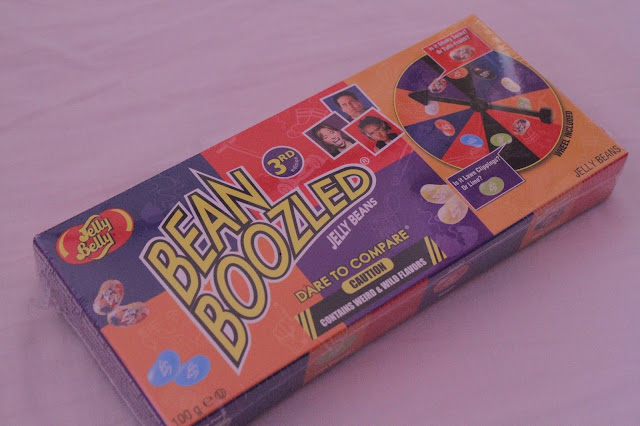 Jelly
Belly
BEAN
BOOZLED®
JELLY BEANS
3RD
EDITION
DARE TO COMPARE®
CAUTION
CONTAINS WEIRD & WILD FLAVORS
100 g e
Is it Lawn Clippings?
Or Lime?
WHEEL INCLUDED
JELLY BEANS